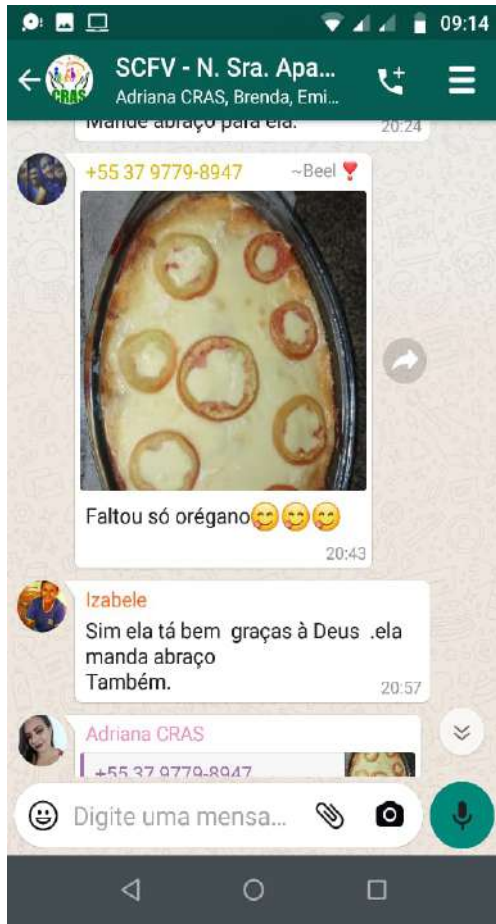 09:14
SCFV - N. Sra. Apa...
Adriana CRAS, Brenda, Emi...
CRAS
Mande abraço para ela.
20:24
+55 37 9779-8947 ~Beel
Faltou só orégano😋😋😋
20:43
Izabele
Sim ela tá bem graças à Deus .ela
manda abraço
Também.
20:57
Adriana CRAS
+55 37 9779-8947
Digite uma mensa...